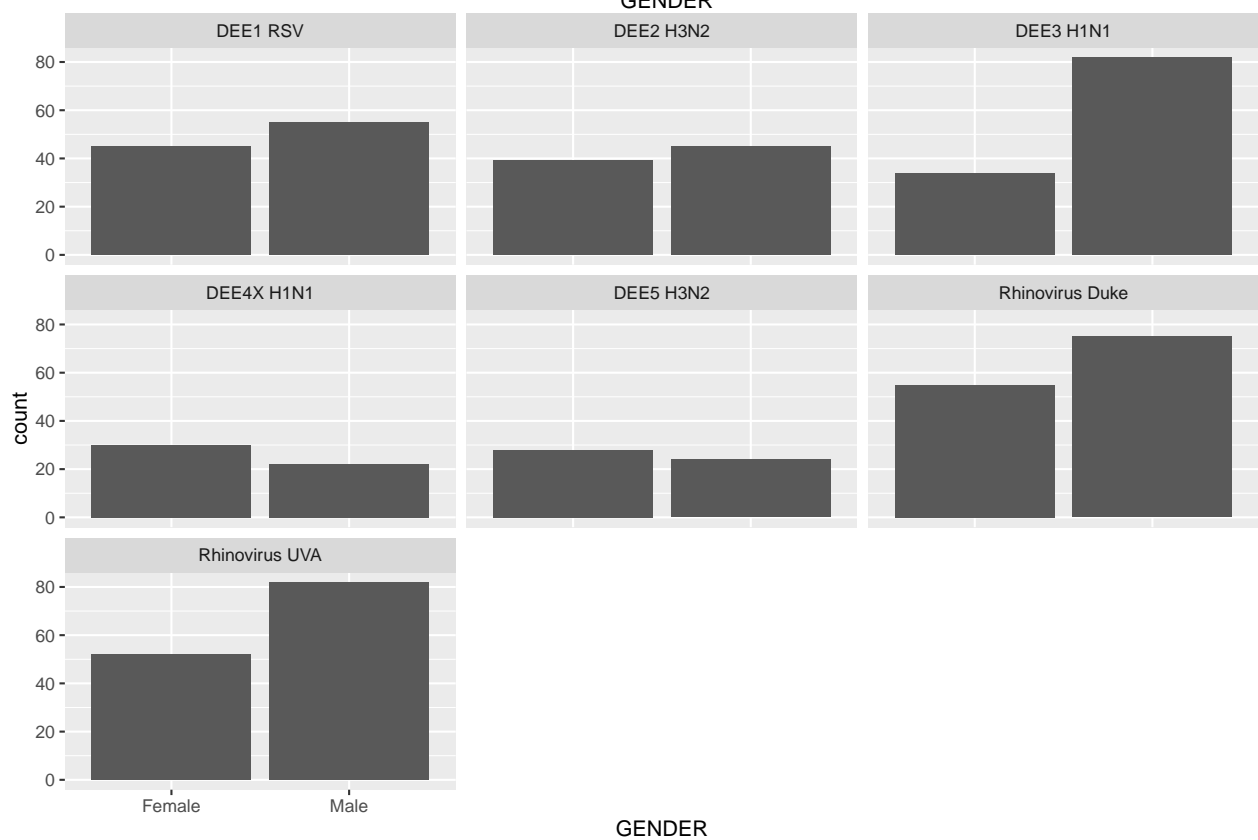 GENDER
DEE1 RSV
DEE2 H3N2
DEE3 H1N1
80
60
40
20
0
DEE4X H1N1
DEE5 H3N2
Rhinovirus Duke
80
60
40
20
0
count
Rhinovirus UVA
80
60
40
20
0
Female
Male
GENDER